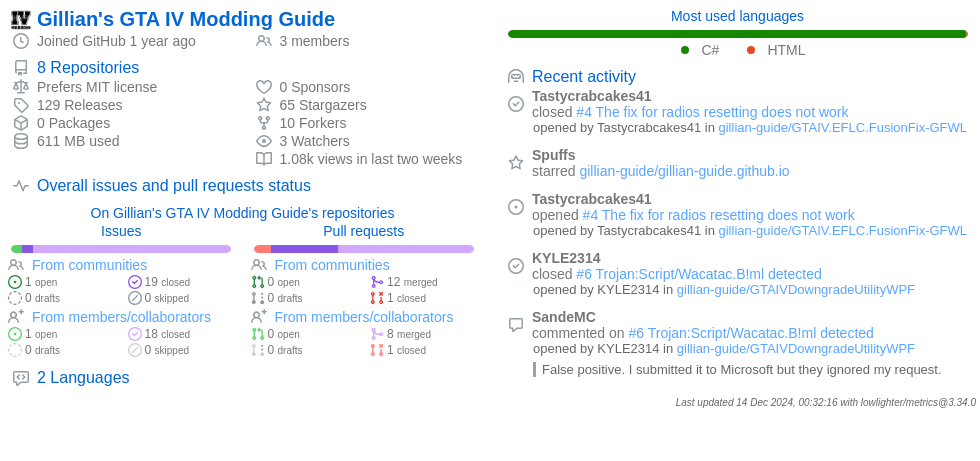 Gillian's GTA IV Modding Guide
Joined GitHub 1 year ago
3 members
8 Repositories
Prefers MIT license
129 Releases
0 Packages
611 MB used
0 Sponsors
65 Stargazers
10 Forkers
3 Watchers
1.08k views in last two weeks
Overall issues and pull requests status
On Gillian's GTA IV Modding Guide's repositories
Issues
From communities
1 open
19 closed
0 drafts
0 skipped
From members/collaborators
1 open
18 closed
0 drafts
0 skipped
Pull requests
From communities
0 open
12 merged
0 drafts
1 closed
From members/collaborators
0 open
8 merged
0 drafts
1 closed
2 Languages
Most used languages
C#
HTML
Recent activity
Tastycrabcakes41
closed #4 The fix for radios resetting does not work
opened by Tastycrabcakes41 in gillian-guide/GTAIV.EFLC.FusionFix-GFWL
Spuffs
starred gillian-guide/gillian-guide.github.io
Tastycrabcakes41
opened #4 The fix for radios resetting does not work
opened by Tastycrabcakes41 in gillian-guide/GTAIV.EFLC.FusionFix-GFWL
KYLE2314
closed #6 Trojan:Script/Wacatac.B!ml detected
opened by KYLE2314 in gillian-guide/GTAIVDowngradeUtilityWPF
SandeMC
commented on #6 Trojan:Script/Wacatac.B!ml detected
opened by KYLE2314 in gillian-guide/GTAIVDowngradeUtilityWPF
False positive. I submitted it to Microsoft but they ignored my request.
Last updated 14 Dec 2024, 00:32:16 with lowlighter/metrics@3.34.0